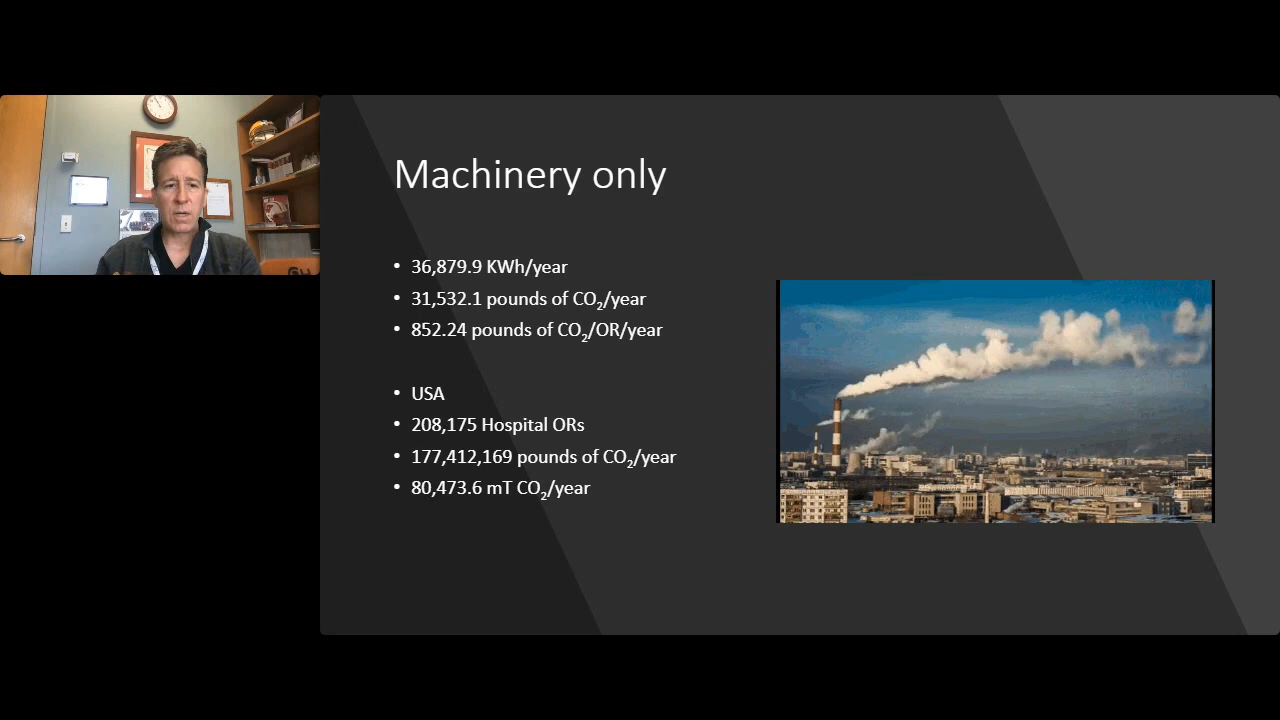 Machinery only
• 36,879.9 KWh/year
• 31,532.1 pounds of CO₂/year
• 852.24 pounds of CO₂/OR/year
• USA
• 208,175 Hospital ORs
• 177,412,169 pounds of CO₂/year
• 80,473.6 mT CO₂/year